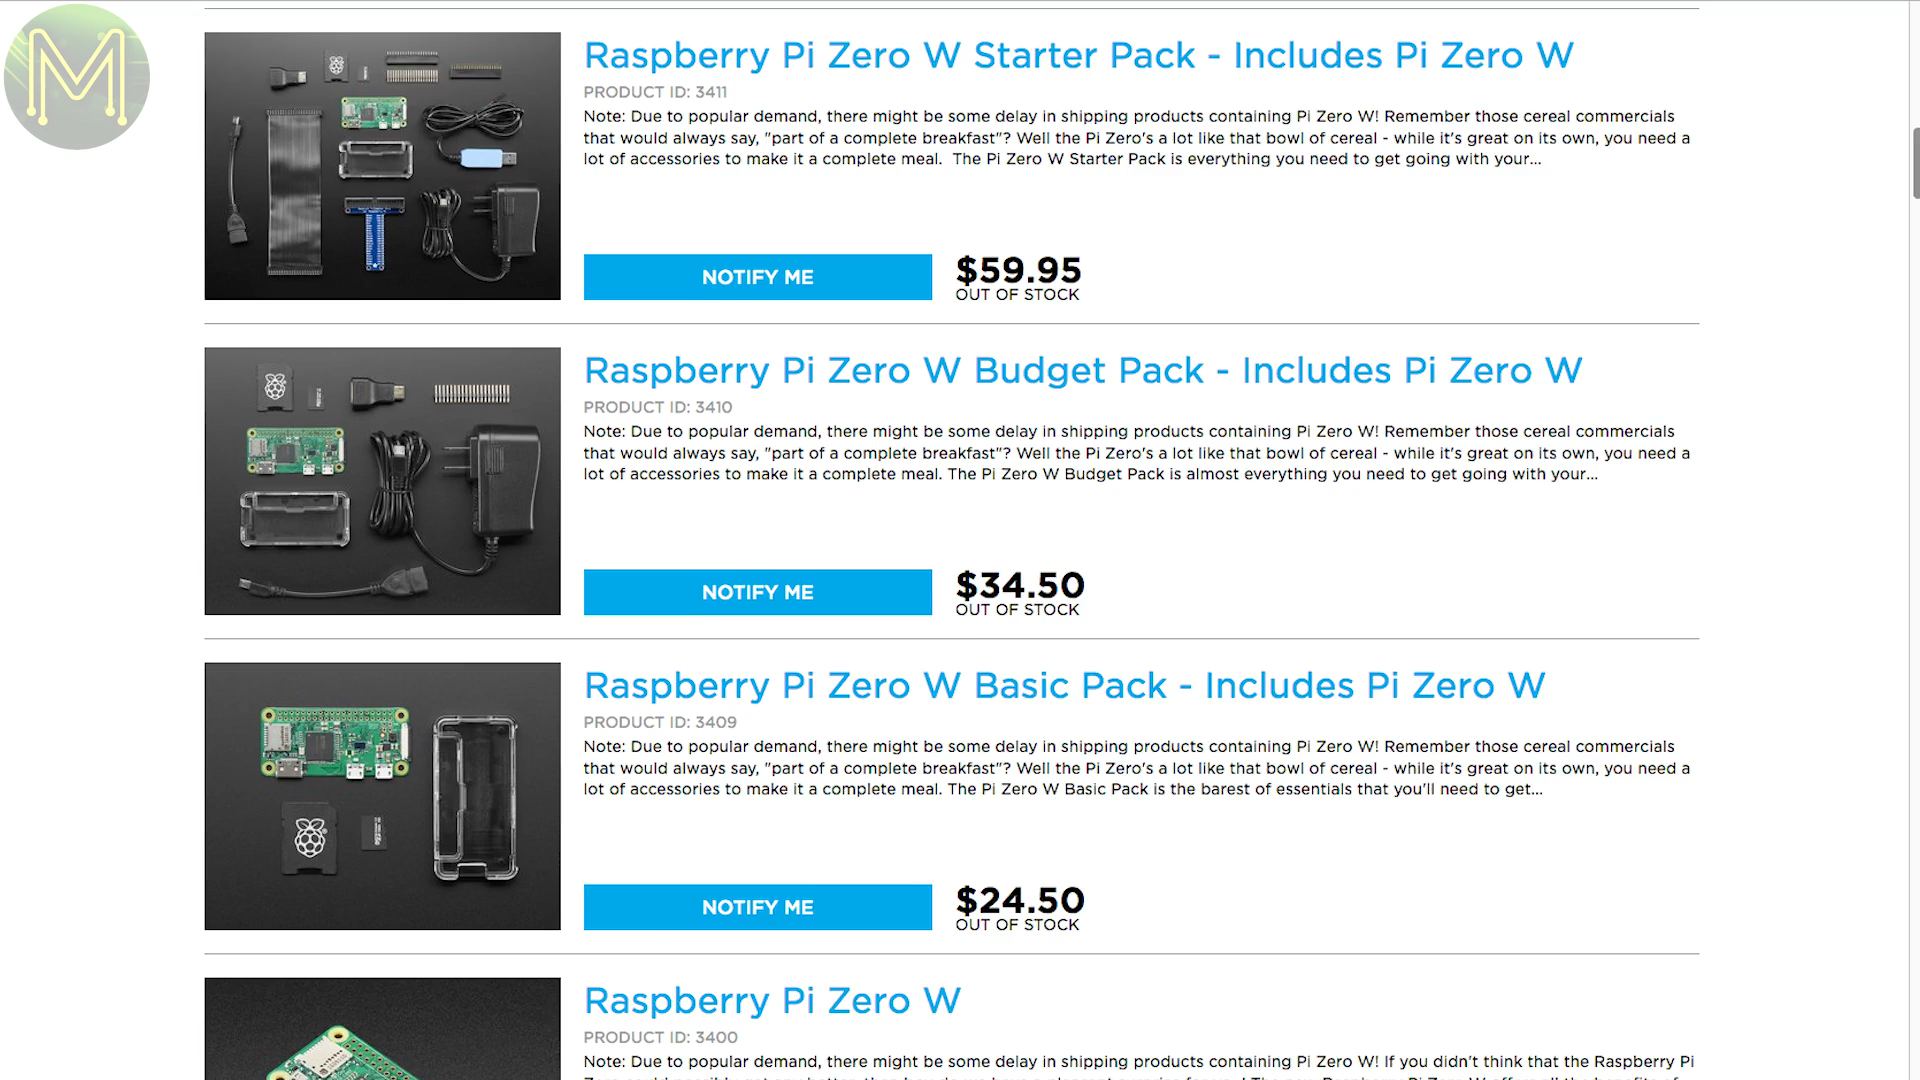 M
Raspberry Pi Zero W Starter Pack - Includes Pi Zero W
PRODUCT ID: 3411
Note: Due to popular demand, there might be some delay in shipping products containing Pi Zero W! Remember those cereal commercials
that would always say, "part of a complete breakfast"? Well the Pi Zero's a lot like that bowl of cereal - while it's great on its own, you need a
lot of accessories to make it a complete meal.  The Pi Zero W Starter Pack is everything you need to get going with your...
NOTIFY ME
$59.95
OUT OF STOCK
Raspberry Pi Zero W Budget Pack - Includes Pi Zero W
PRODUCT ID: 3410
Note: Due to popular demand, there might be some delay in shipping products containing Pi Zero W! Remember those cereal commercials
that would always say, "part of a complete breakfast"? Well the Pi Zero's a lot like that bowl of cereal - while it's great on its own, you need a
lot of accessories to make it a complete meal. The Pi Zero W Budget Pack is almost everything you need to get going with your...
NOTIFY ME
$34.50
OUT OF STOCK
Raspberry Pi Zero W Basic Pack - Includes Pi Zero W
PRODUCT ID: 3409
Note: Due to popular demand, there might be some delay in shipping products containing Pi Zero W! Remember those cereal commercials
that would always say, "part of a complete breakfast"? Well the Pi Zero's a lot like that bowl of cereal - while it's great on its own, you need a
lot of accessories to make it a complete meal. The Pi Zero W Basic Pack is the barest of essentials that you'll need to get...
NOTIFY ME
$24.50
OUT OF STOCK
Raspberry Pi Zero W
PRODUCT ID: 3400
Note: Due to popular demand, there might be some delay in shipping products containing Pi Zero W! If you didn't think that the Raspberry Pi